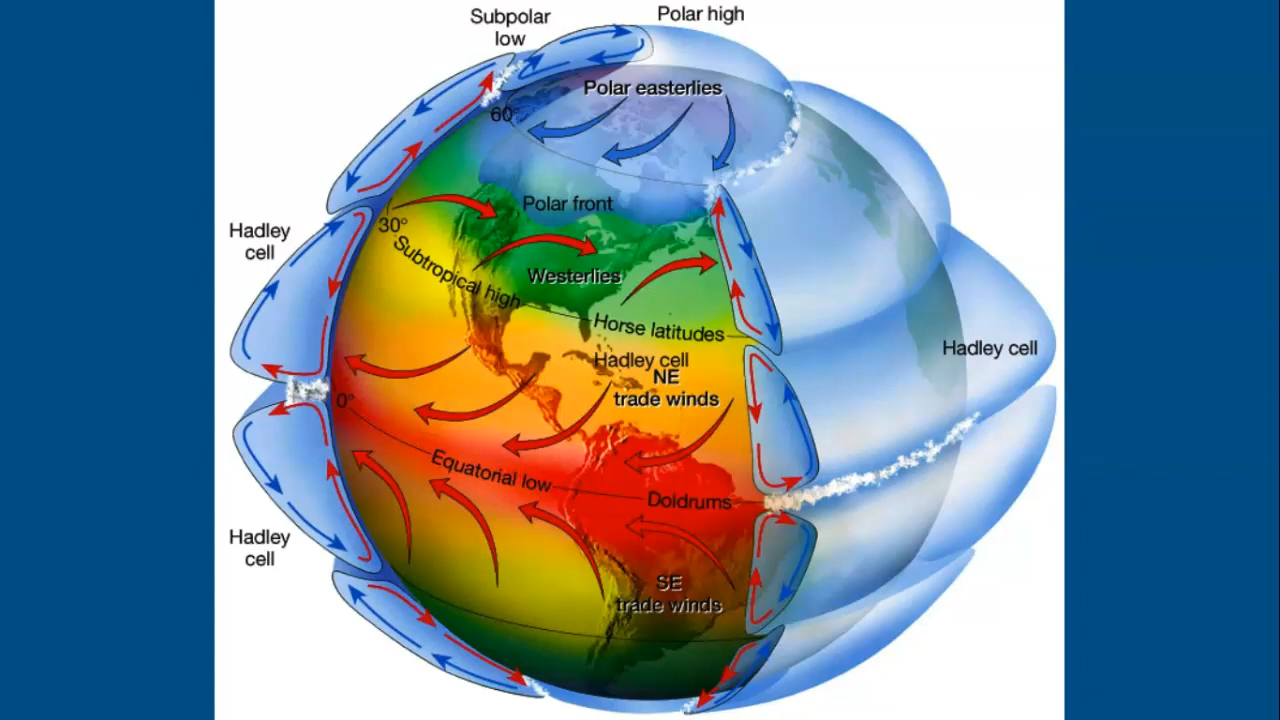 Subpolar
low
Polar high
Polar easterlies
60°
Polar front
30°
Hadley
cell
Subtropical high
Westerlies
Horse latitudes
Hadley cell
Hadley cell
NE
trade winds
0°
Equatorial low
Doldrums
Hadley
cell
SE
trade winds